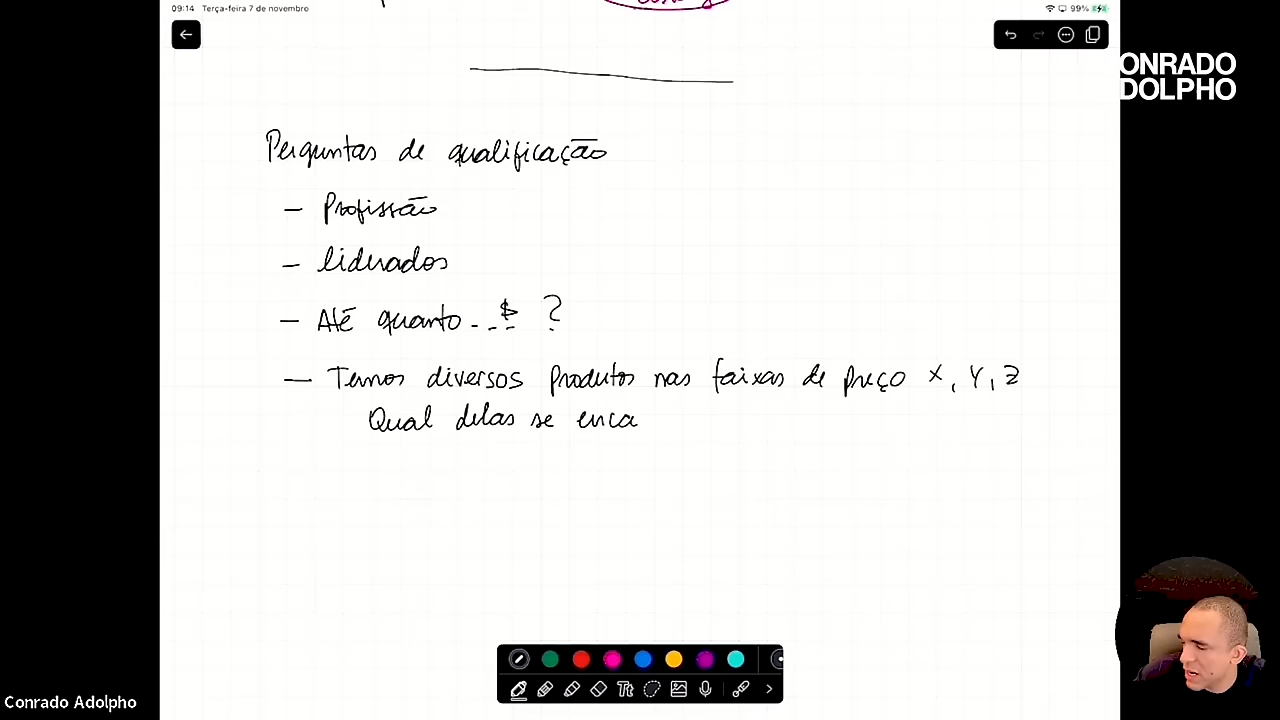 09:14 Terça-feira 7 de novembro
99%
ONRADO
DOLPHO
Perguntas de qualificação
- Profissão
- liderados
- Até quanto ... $ ?
- Temos diversos produtos nas faixas de preço X, Y, Z
Qual delas se enca
Tt
Conrado Adolpho